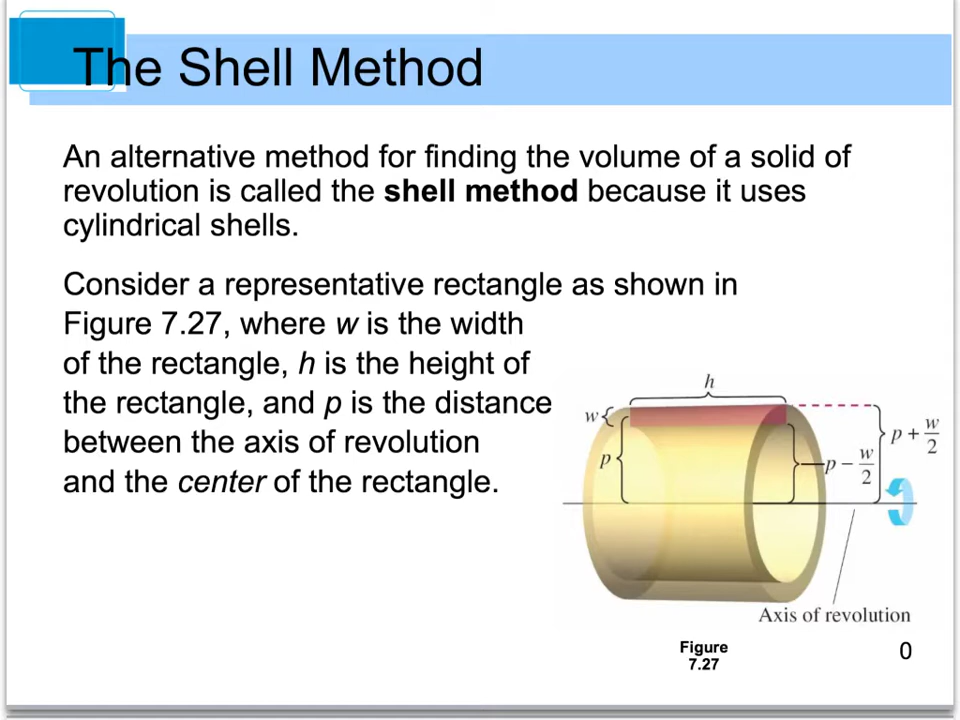 The Shell Method
An alternative method for finding the volume of a solid of
revolution is called the shell method because it uses
cylindrical shells.
Consider a representative rectangle as shown in
Figure 7.27, where w is the width
of the rectangle, h is the height of
the rectangle, and p is the distance
between the axis of revolution
and the center of the rectangle.
h
w
p
p + w/2
p − w/2
Axis of revolution
Figure
7.27
0